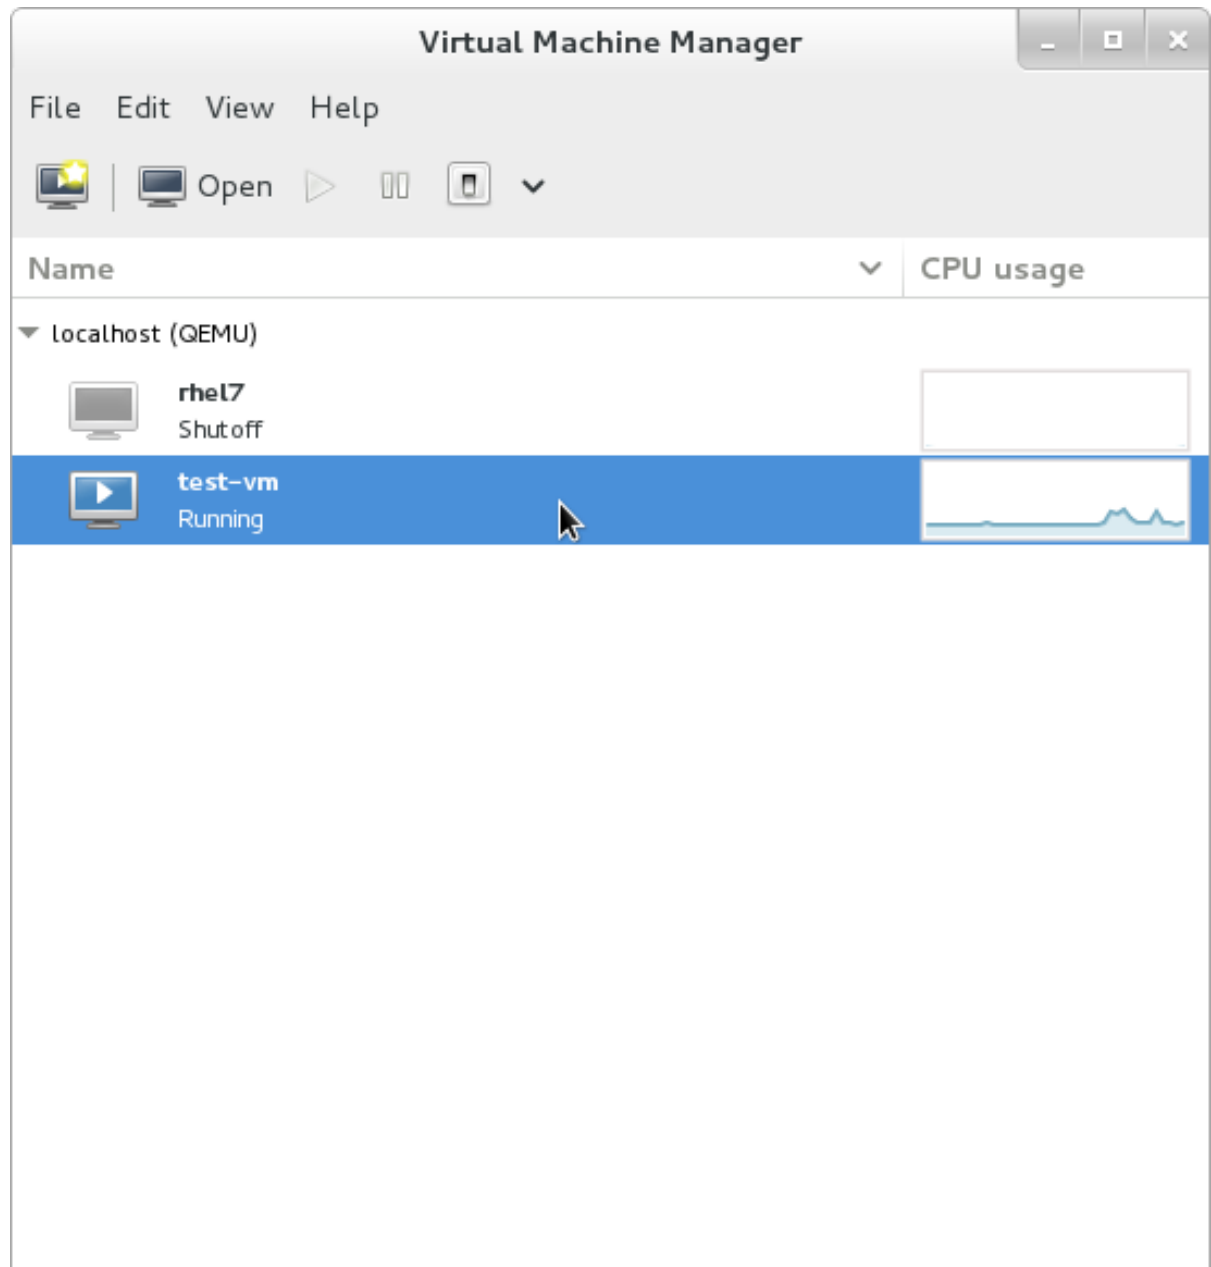 Virtual Machine Manager
File Edit View Help
Open
Name CPU usage
localhost (QEMU)
rhel7
Shutoff
test-vm
Running